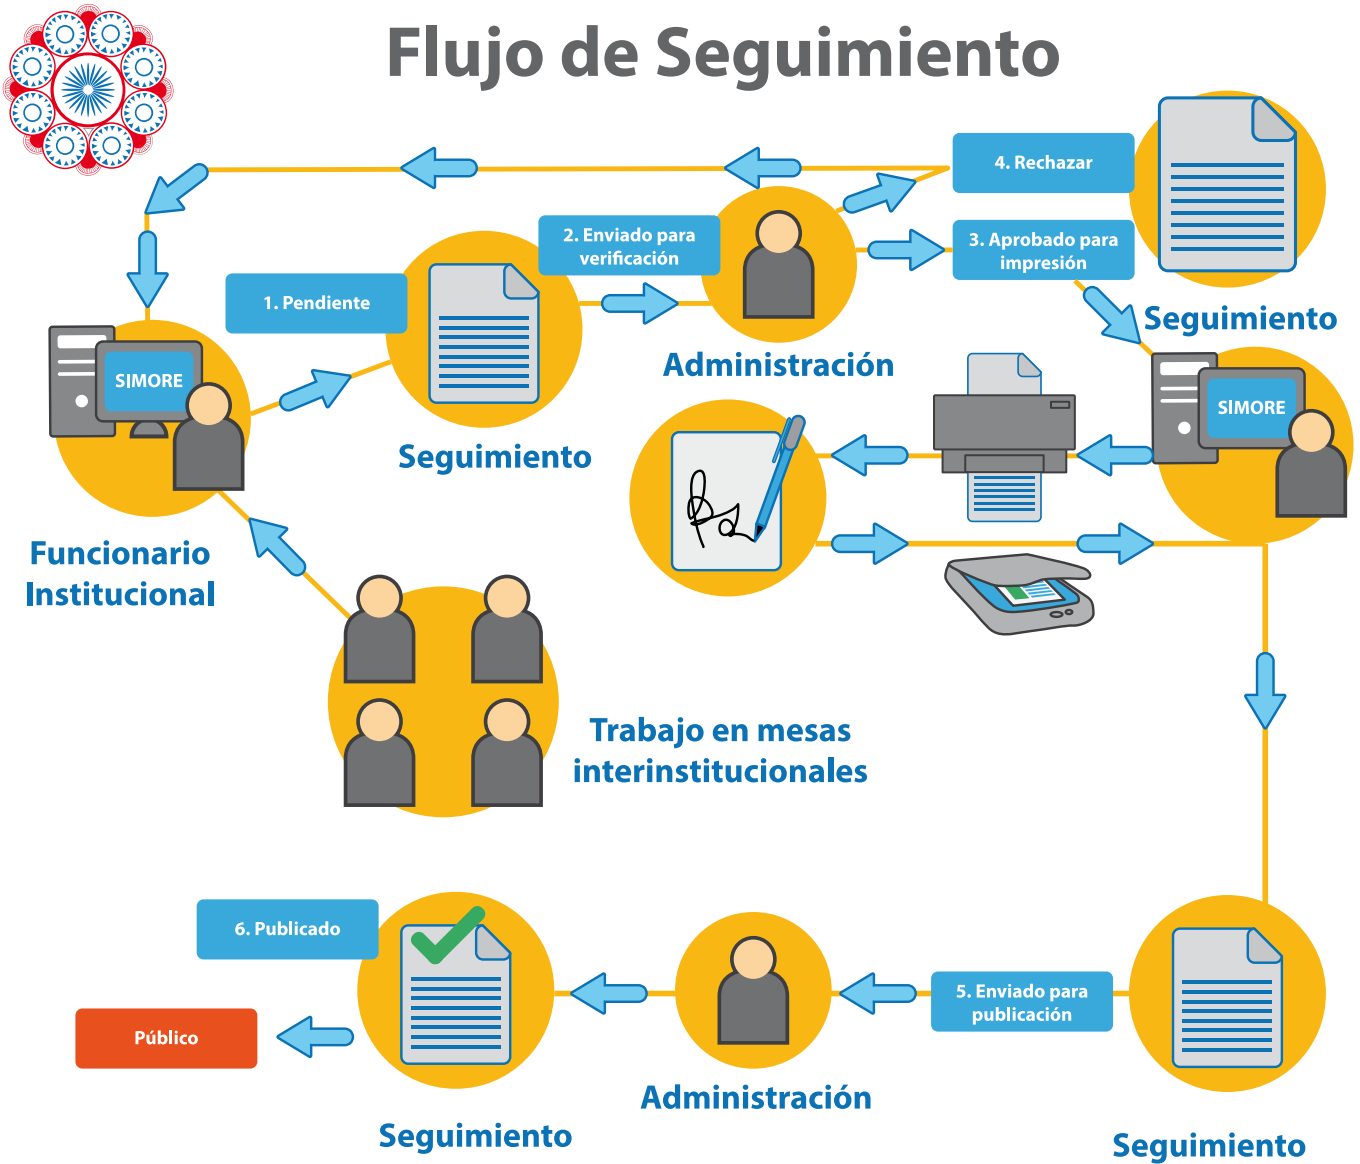 Flujo de Seguimiento
4. Rechazar
2. Enviado para
verificación
3. Aprobado para
impresión
1. Pendiente
Seguimiento
Administración
SIMORE
SIMORE
Seguimiento
Funcionario
Institucional
Trabajo en mesas
interinstitucionales
6. Publicado
5. Enviado para
publicación
Público
Administración
Seguimiento
Seguimiento